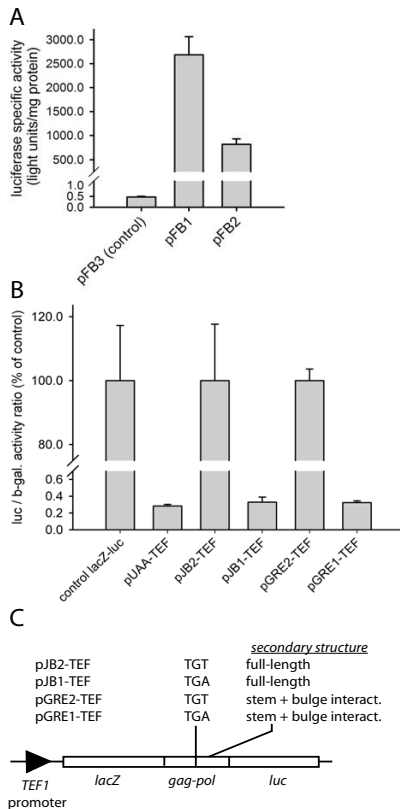 A
luciferase specific activity
(light units/mg protein)
3000.0
2500.0
2000.0
1500.0
1000.0
500.0
1.0
0.5
0.0
pFB3 (control)
pFB1
pFB2
B
luc / b-gal. activity ratio (% of control)
120.0
100.0
80.0
0.6
0.4
0.2
0.0
control lacZ-luc
pUAA-TEF
pJB2-TEF
pJB1-TEF
pGRE2-TEF
pGRE1-TEF
C
secondary structure
pJB2-TEF TGT full-length
pJB1-TEF TGA full-length
pGRE2-TEF TGT stem + bulge interact.
pGRE1-TEF TGA stem + bulge interact.
TEF1
promoter
lacZ gag-pol luc